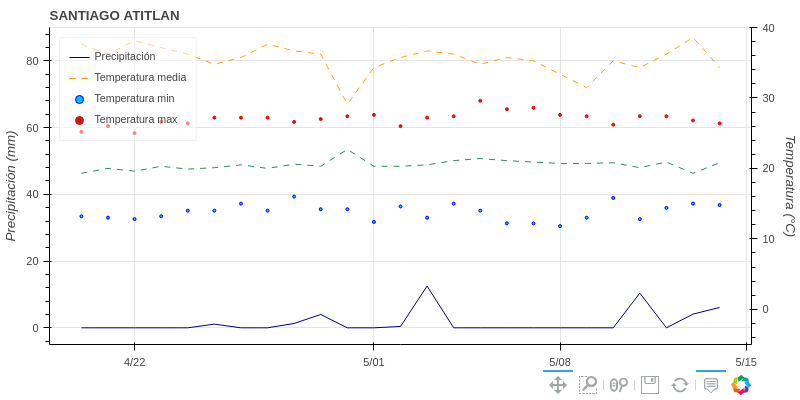 SANTIAGO ATITLAN
Precipitación
Temperatura media
Temperatura min
Temperatura max
Precipitación (mm)
80
60
40
20
0
Temperatura (°C)
40
30
20
10
0
4/22
5/01
5/08
5/15